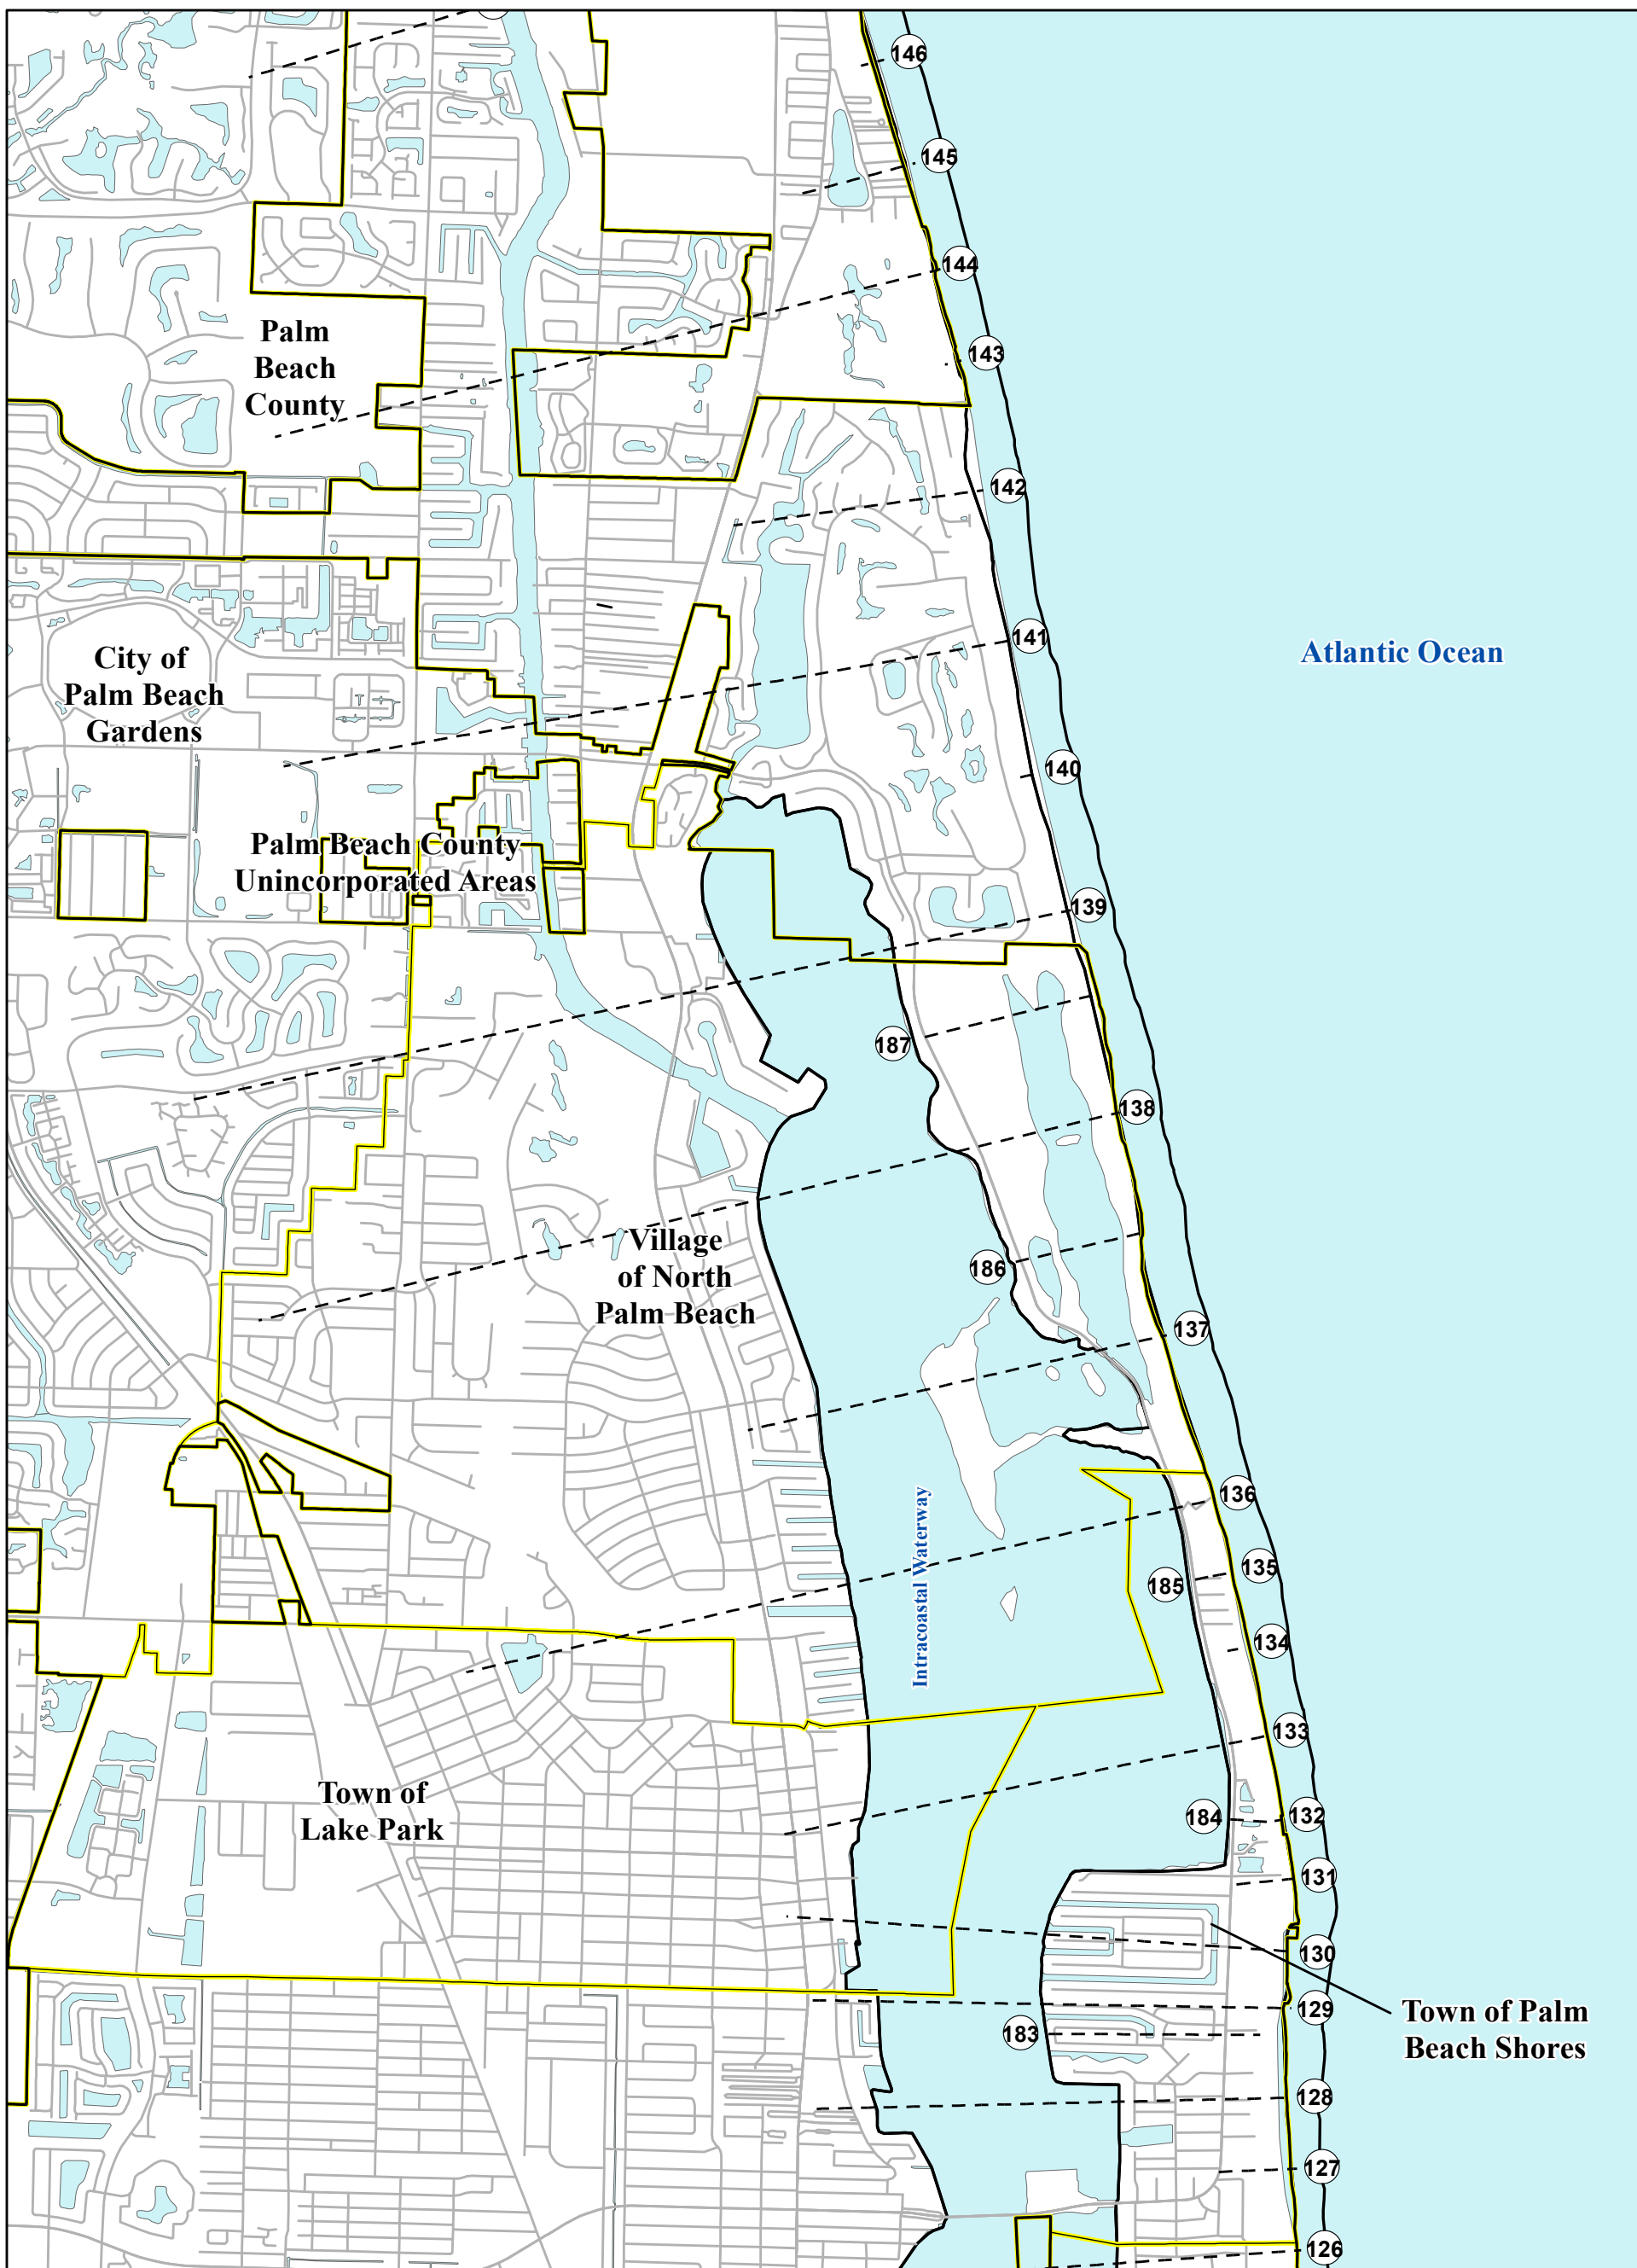 146
145
144
143
Palm
Beach
County
142
141
Atlantic Ocean
City of
Palm Beach
Gardens
140
Palm Beach County
Unincorporated Areas
139
187
138
Village
of North
Palm Beach
186
137
136
Intracoastal Waterway
135
185
134
133
Town of
Lake Park
184
132
131
130
129
Town of Palm
Beach Shores
183
128
127
126